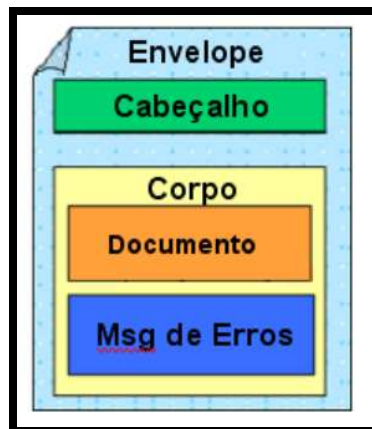 Envelope
Cabeçalho
Corpo
Documento
Msg de Erros